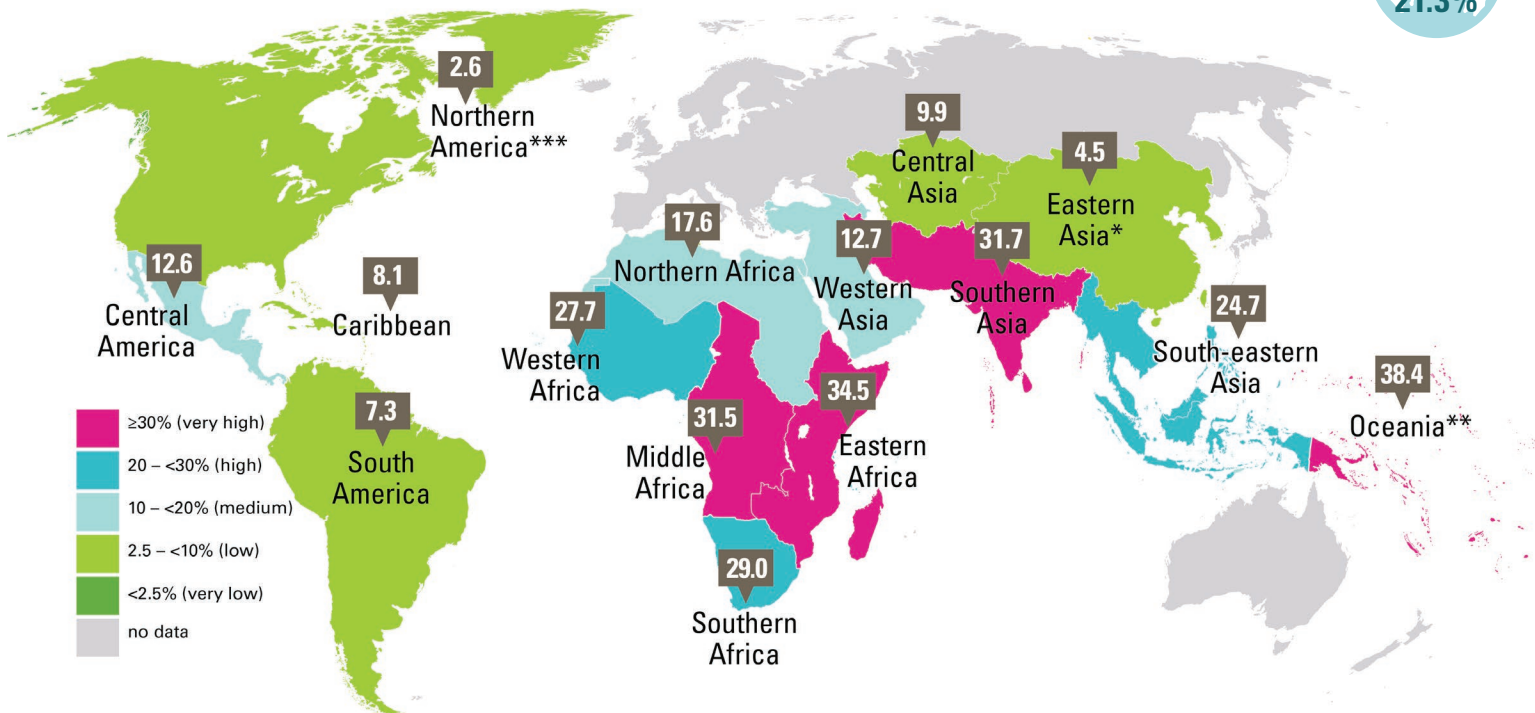 21.3%
2.6
Northern
America***
12.6
Central
America
8.1
Caribbean
7.3
South
America
17.6
Northern Africa
27.7
Western
Africa
31.5
Middle
Africa
34.5
Eastern
Africa
29.0
Southern
Africa
9.9
Central
Asia
4.5
Eastern
Asia*
12.7
Western
Asia
31.7
Southern
Asia
24.7
South-eastern
Asia
38.4
Oceania**
≥30% (very high)
20 – <30% (high)
10 – <20% (medium)
2.5 – <10% (low)
<2.5% (very low)
no data